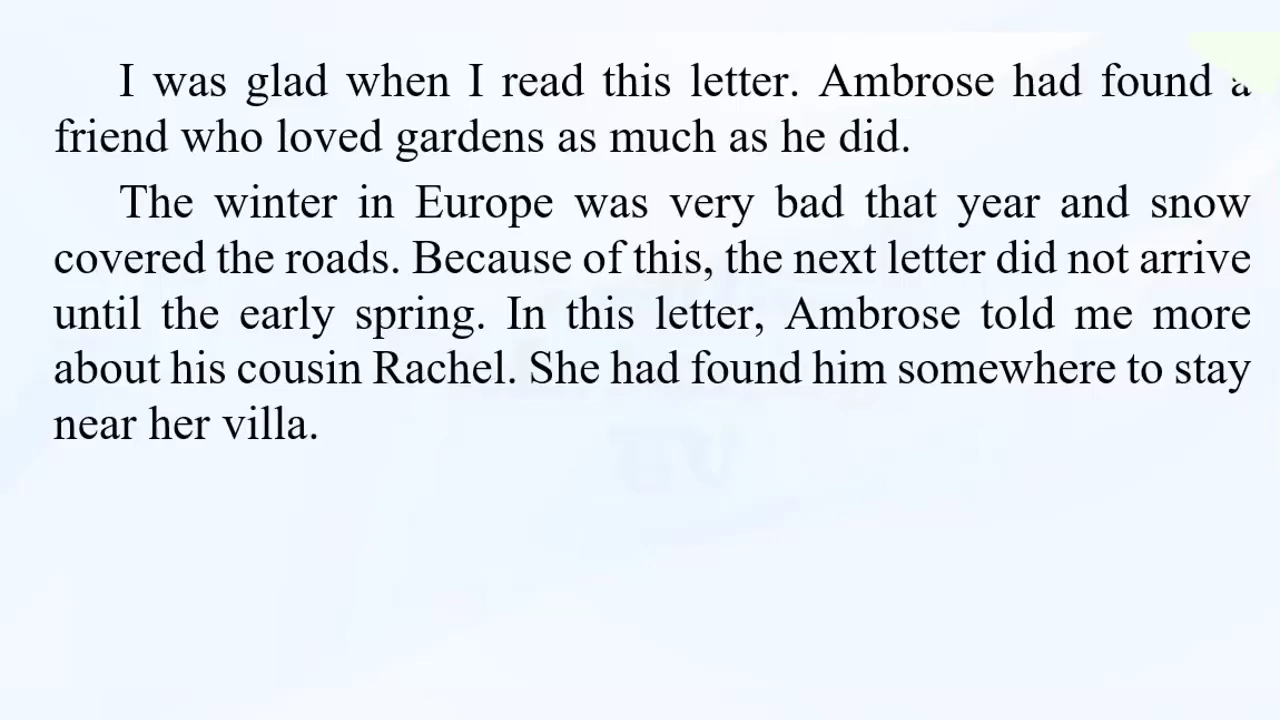 I was glad when I read this letter. Ambrose had found a
friend who loved gardens as much as he did.
The winter in Europe was very bad that year and snow
covered the roads. Because of this, the next letter did not arrive
until the early spring. In this letter, Ambrose told me more
about his cousin Rachel. She had found him somewhere to stay
near her villa.